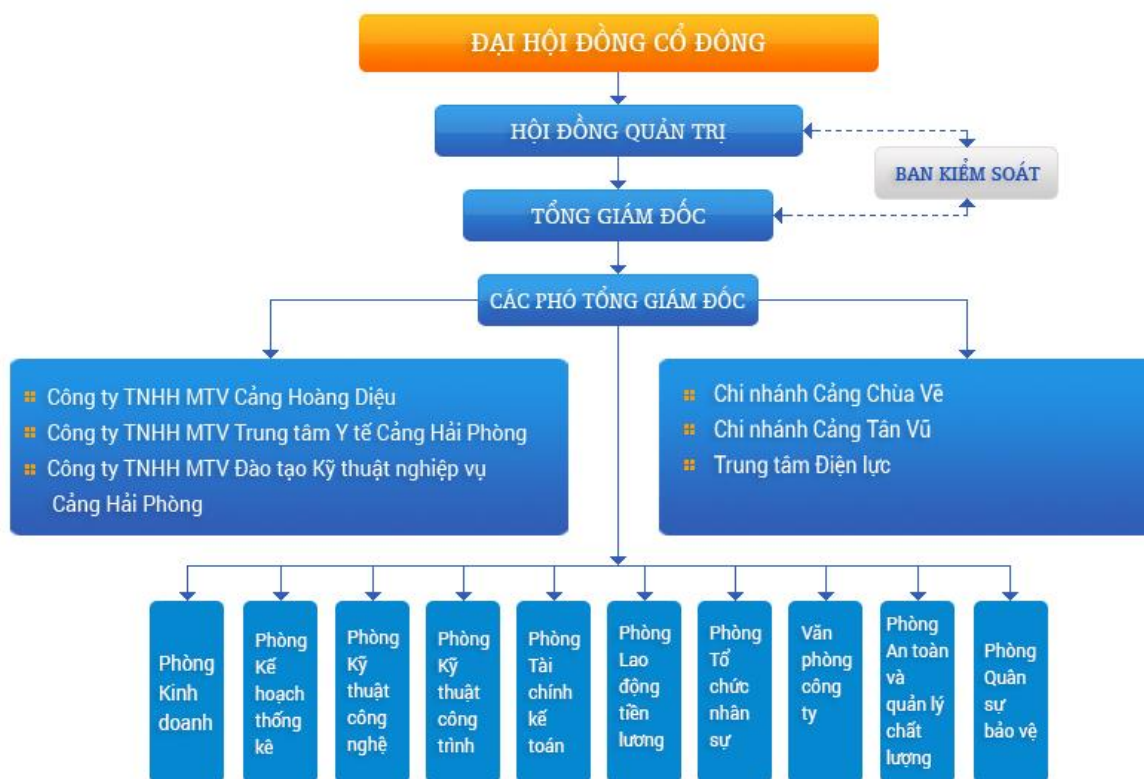 ĐẠI HỘI ĐỒNG CỔ ĐÔNG
HỘI ĐỒNG QUẢN TRỊ
BAN KIỂM SOÁT
TỔNG GIÁM ĐỐC
CÁC PHÓ TỔNG GIÁM ĐỐC
Công ty TNHH MTV Cảng Hoàng Diệu
Công ty TNHH MTV Trung tâm Y tế Cảng Hải Phòng
Công ty TNHH MTV Đào tạo Kỹ thuật nghiệp vụ
Cảng Hải Phòng
Chi nhánh Cảng Chùa Vẽ
Chi nhánh Cảng Tân Vũ
Trung tâm Điện lực
Phòng
Kinh
doanh
Phòng
Kế
hoạch
thống
kê
Phòng
Kỹ
thuật
công
nghệ
Phòng
Kỹ
thuật
công
trình
Phòng
Tài
chính
kế
toán
Phòng
Lao
động
tiền
lương
Phòng
Tổ
chức
nhân
sự
Văn
phòng
công
ty
Phòng
An toàn
và
quản lý
chất
lượng
Phòng
Quân
sự
bảo vệ